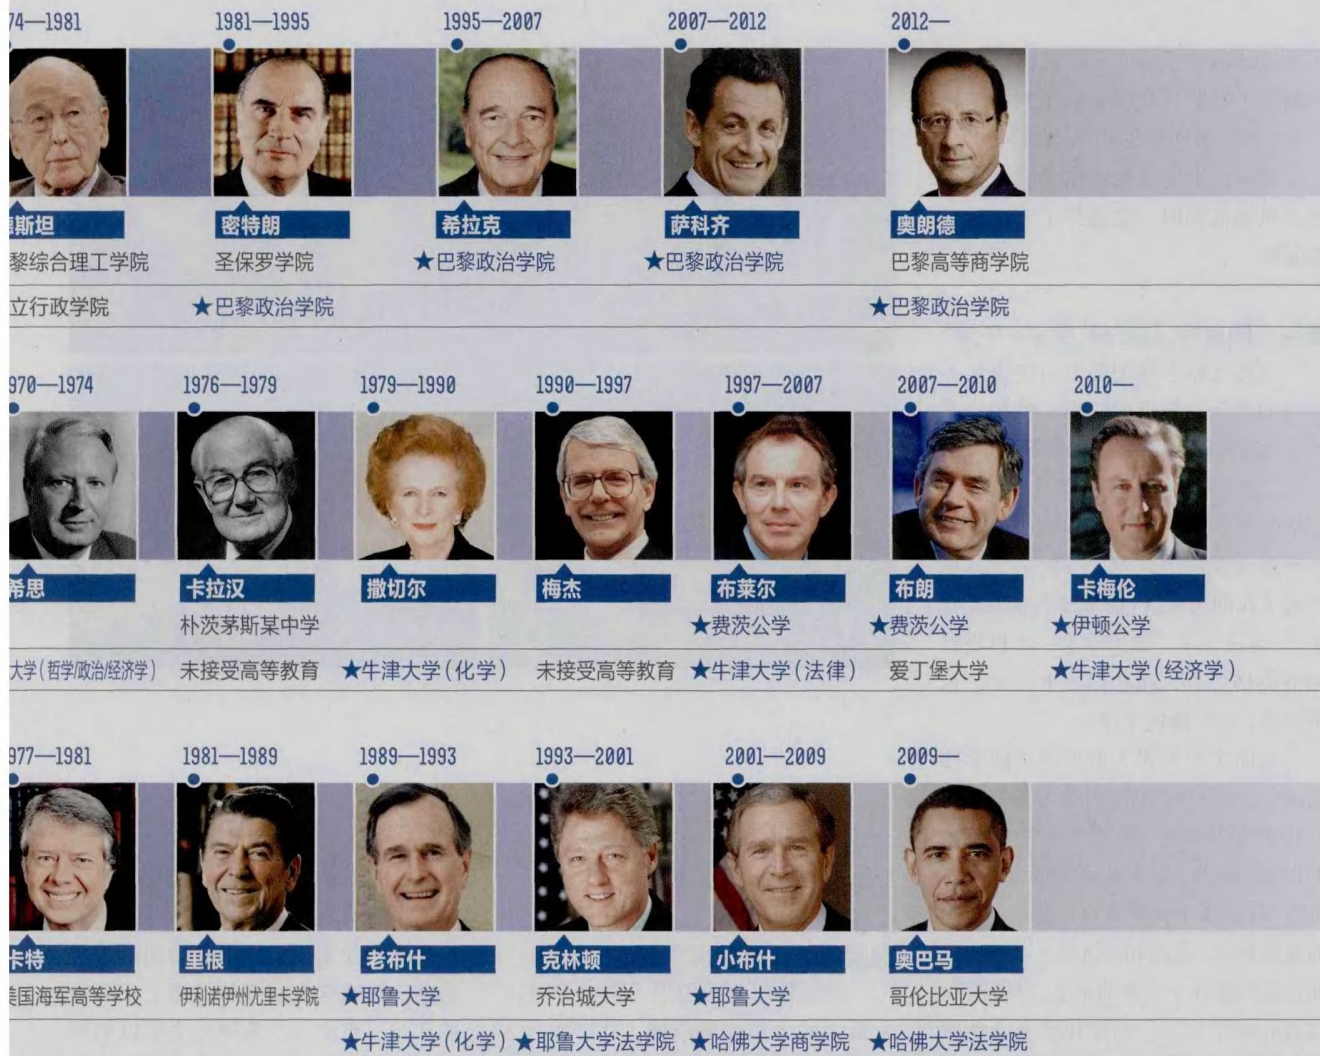 74—1981 1981—1995 1995—2007 2007—2012 2012—
斯坦 密特朗 希拉克 萨科齐 奥朗德
黎综合理工学院 圣保罗学院 ★巴黎政治学院 ★巴黎政治学院 巴黎高等商学院
立行政学院 ★巴黎政治学院 ★巴黎政治学院
970—1974 1976—1979 1979—1990 1990—1997 1997—2007 2007—2010 2010—
希思 卡拉汉 撒切尔 梅杰 布莱尔 布朗 卡梅伦
朴茨茅斯某中学 ★费茨公学 ★费茨公学 ★伊顿公学
大学(哲学/政治/经济学) 未接受高等教育 ★牛津大学(化学) 未接受高等教育 ★牛津大学(法律) 爱丁堡大学 ★牛津大学(经济学)
977—1981 1981—1989 1989—1993 1993—2001 2001—2009 2009—
卡特 里根 老布什 克林顿 小布什 奥巴马
美国海军高等学校 伊利诺伊州尤里卡学院 ★耶鲁大学 乔治城大学 ★耶鲁大学 哥伦比亚大学
★牛津大学(化学) ★耶鲁大学法学院 ★哈佛大学商学院 ★哈佛大学法学院